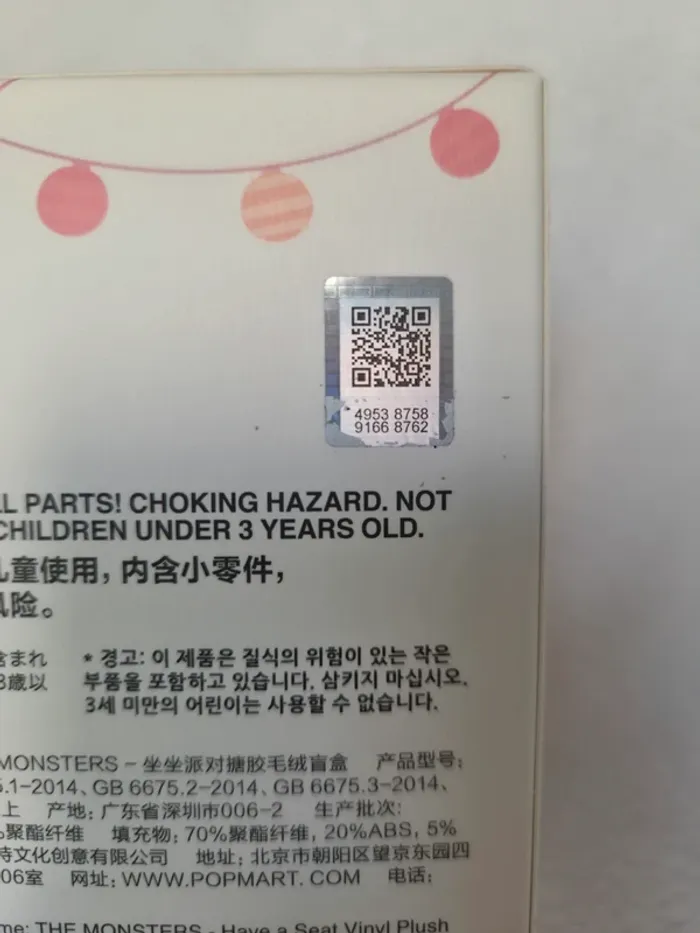 4953 8758
9166 8762
LL PARTS! CHOKING HAZARD. NOT
CHILDREN UNDER 3 YEARS OLD.
儿童使用，内含小零件，
风险。
含まれ
3歳以
* 경고: 이 제품은 질식의 위험이 있는 작은
부품을 포함하고 있습니다. 삼키지 마십시오.
3세 미만의 어린이는 사용할 수 없습니다.
MONSTERS - 坐坐派对搪胶毛绒盲盒 产品型号:
5.1-2014、GB 6675.2-2014、GB 6675.3-2014、
上 产地: 广东省深圳市006-2 生产批次:
%聚酯纤维 填充物: 70%聚酯纤维, 20%ABS, 5%
特文化创意有限公司 地址: 北京市朝阳区望京东园四
06室 网址: WWW.POPMART. COM 电话:
me: THE MONSTERS - Have a Seat Vinyl Plush